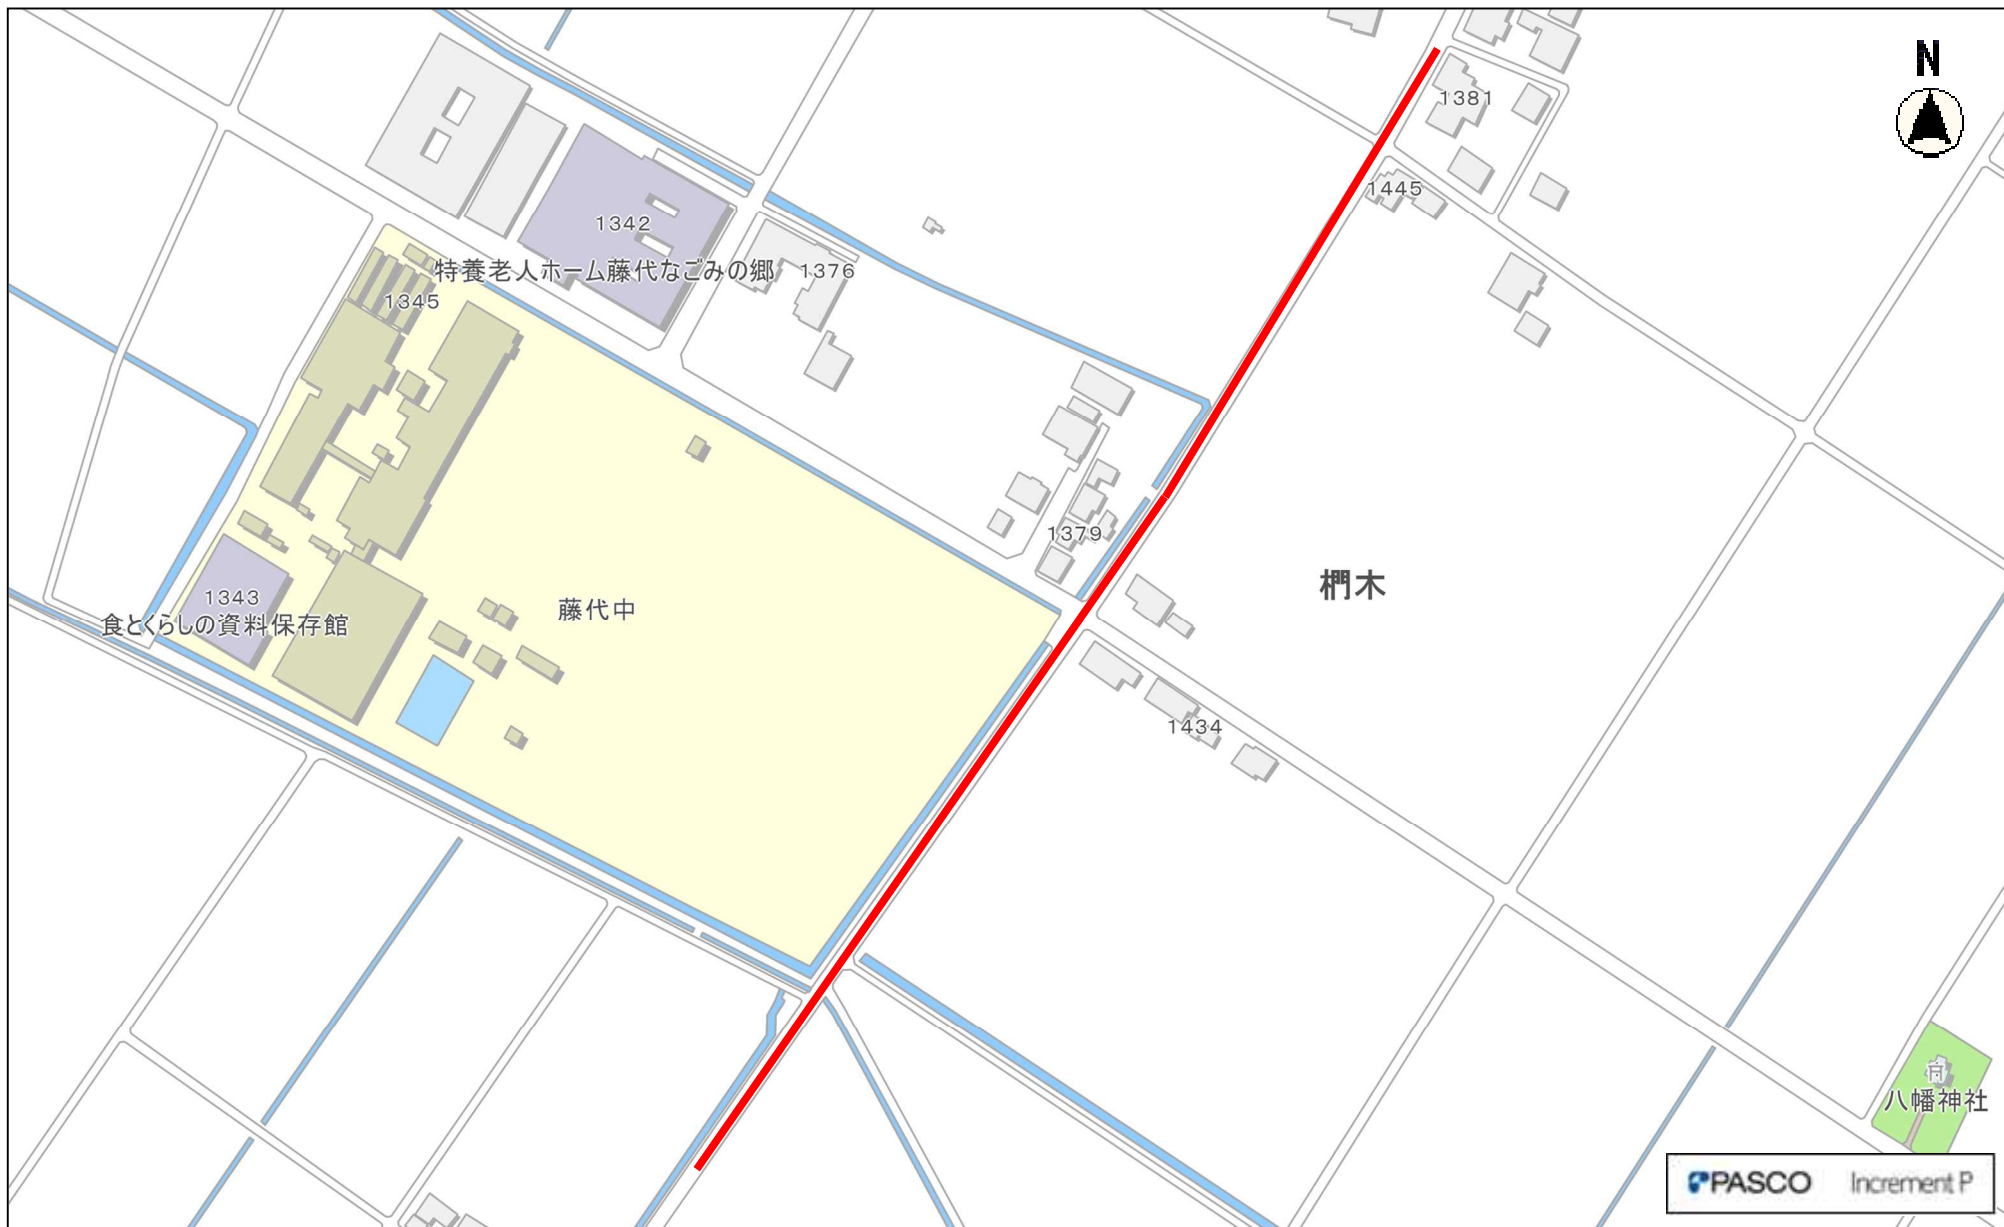 N
1381
1445
1342
特養老人ホーム藤代なごみの郷
1376
1345
1379
椚木
1343
食とくらしの資料保存館
藤代中
1434
八幡神社
PASCO Increment P